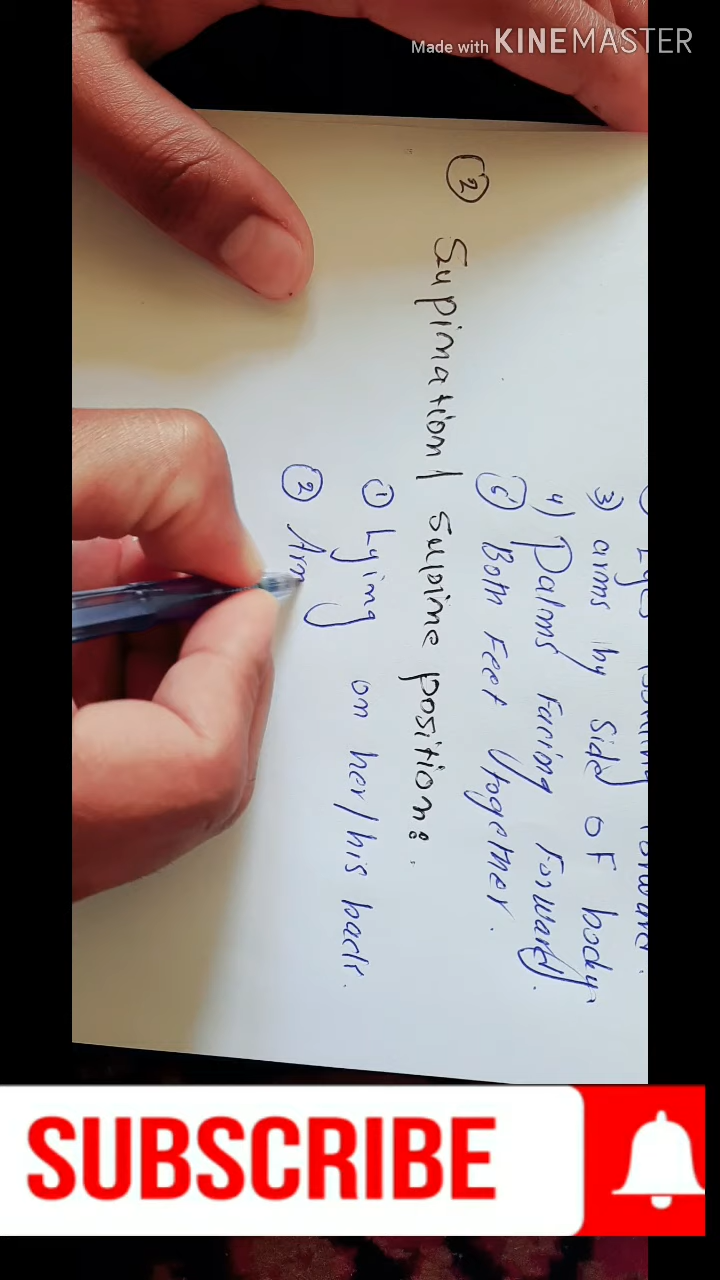 Made with KINEMASTER
3) arms by side of body.
4) Palms Facing Forward.
6 Both Feet together.
2 Supination / supine position:
1 Lying on her/his back.
2 Arm
SUBSCRIBE